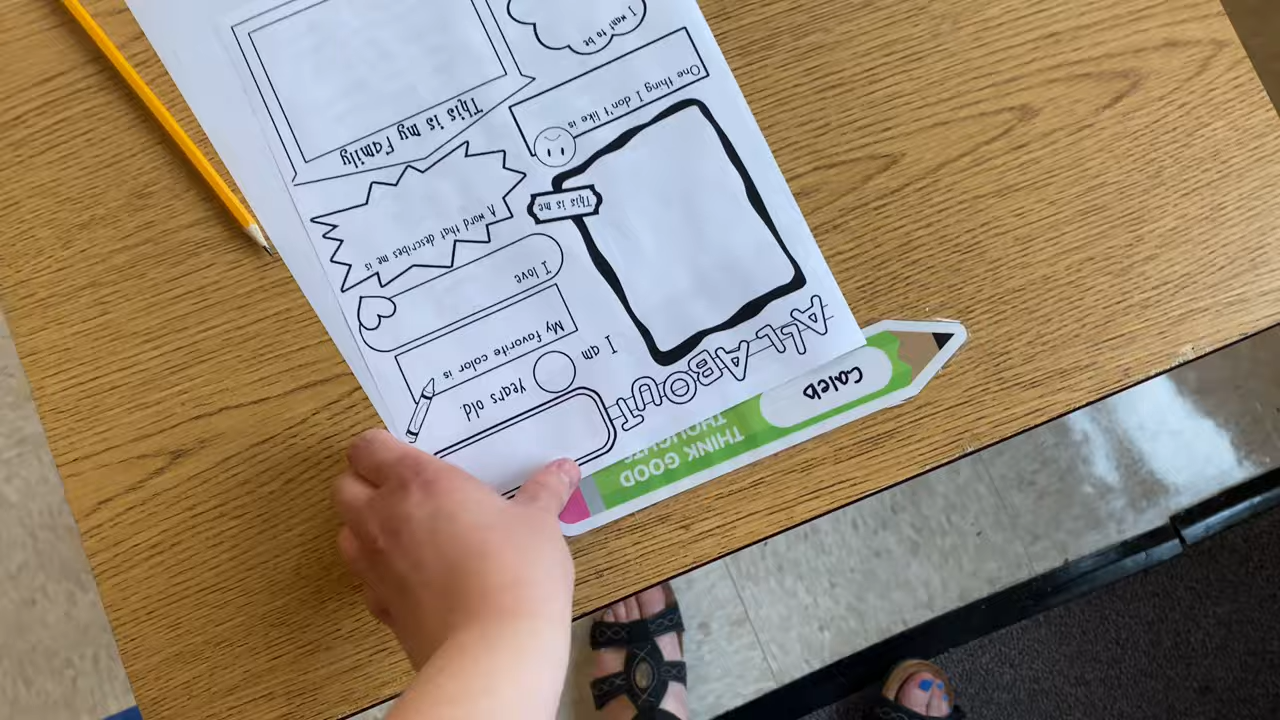 Caleb
THINK GOOD
THOUGHTS
ALL ABOUT
I am
years old.
This is me
My favorite color is
I love
A word that describes me is
One thing I don't like is
This is my Family
I want to be